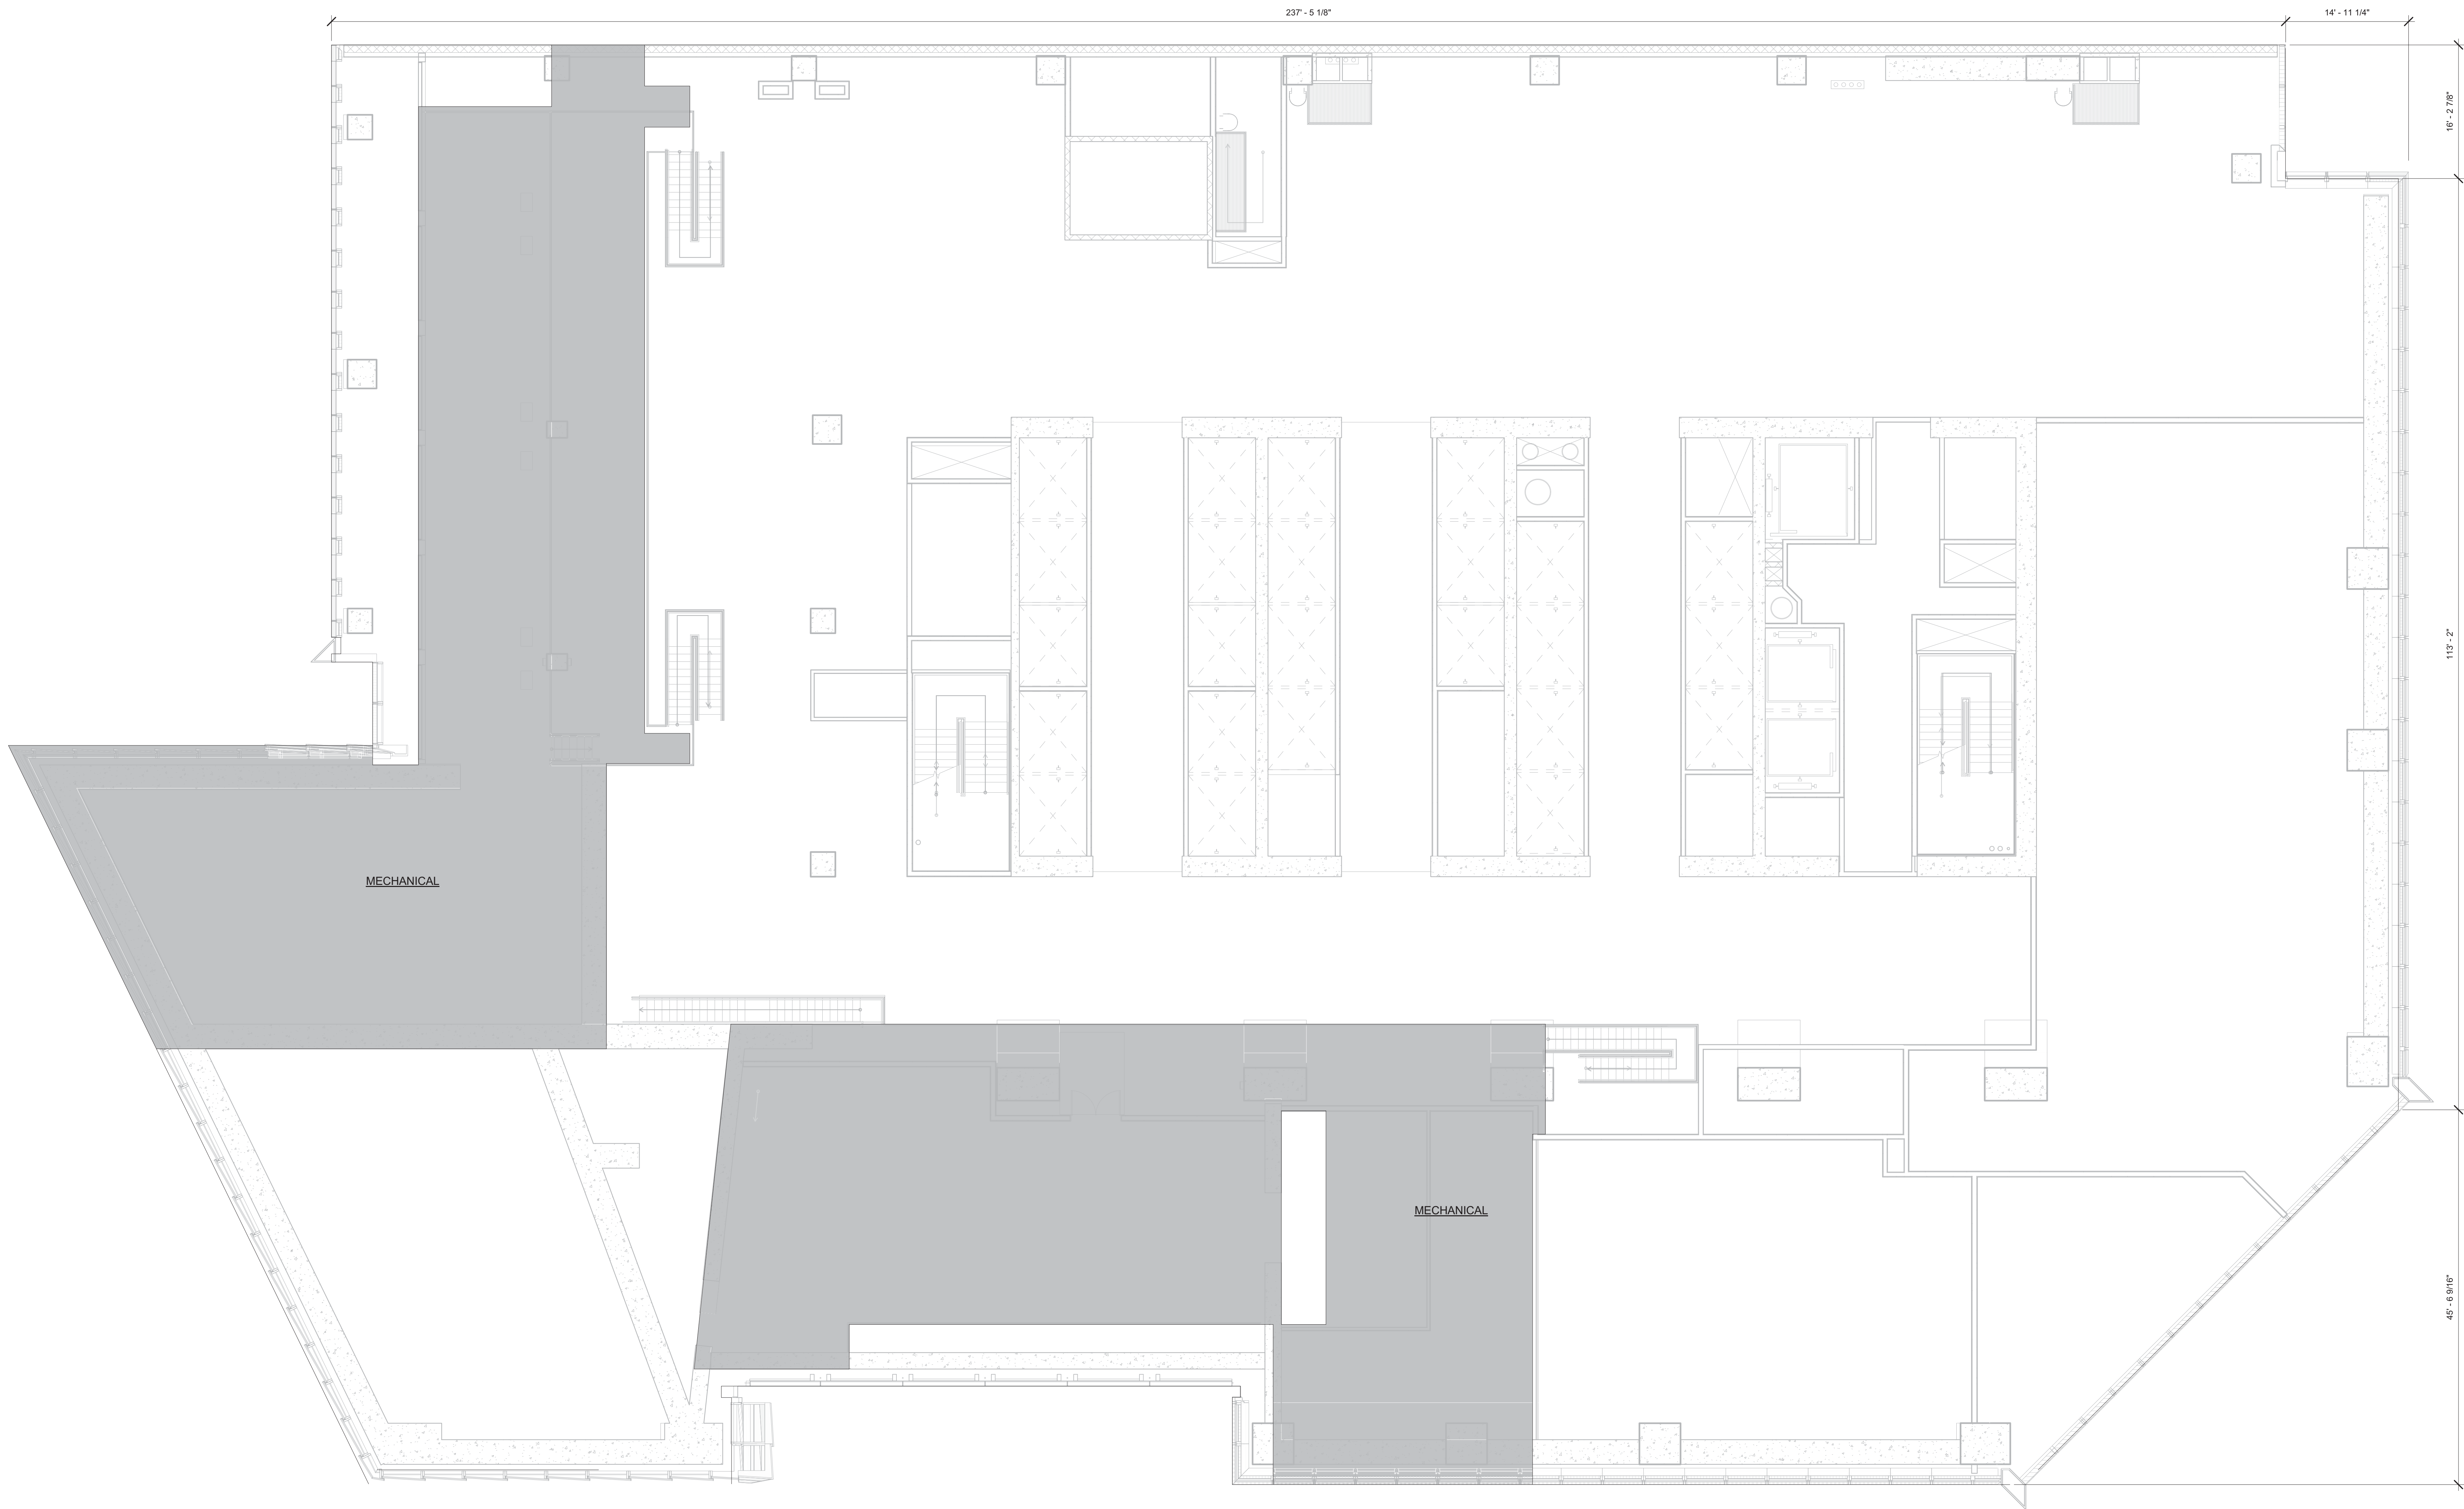 237' - 5 1/8"
14' - 11 1/4"
16' - 2 7/8"
113' - 2"
MECHANICAL
MECHANICAL
45' - 6 9/16"